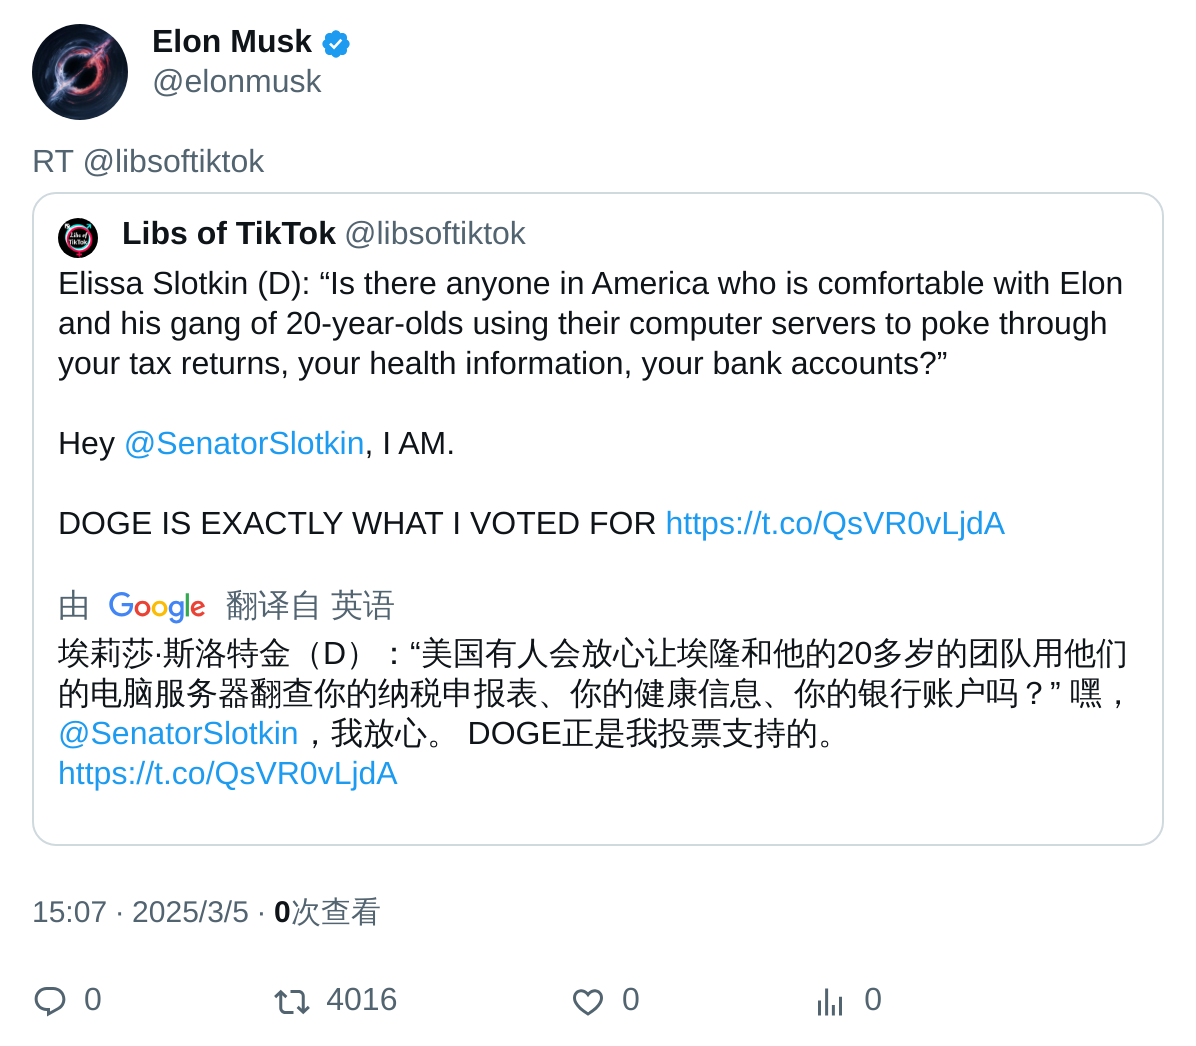 Elon Musk
@elonmusk
RT @libsoftiktok
Libs of TikTok @libsoftiktok
Elissa Slotkin (D): “Is there anyone in America who is comfortable with Elon
and his gang of 20-year-olds using their computer servers to poke through
your tax returns, your health information, your bank accounts?”
Hey @SenatorSlotkin, I AM.
DOGE IS EXACTLY WHAT I VOTED FOR https://t.co/QsVR0vLjdA
由 Google 翻译自 英语
埃莉莎·斯洛特金（D）：“美国有人会放心让埃隆和他的20多岁的团队用他们
的电脑服务器翻查你的纳税申报表、你的健康信息、你的银行账户吗？” 嘿，
@SenatorSlotkin，我放心。 DOGE正是我投票支持的。
https://t.co/QsVR0vLjdA
15:07 · 2025/3/5 · 0次查看
0 4016 0 0